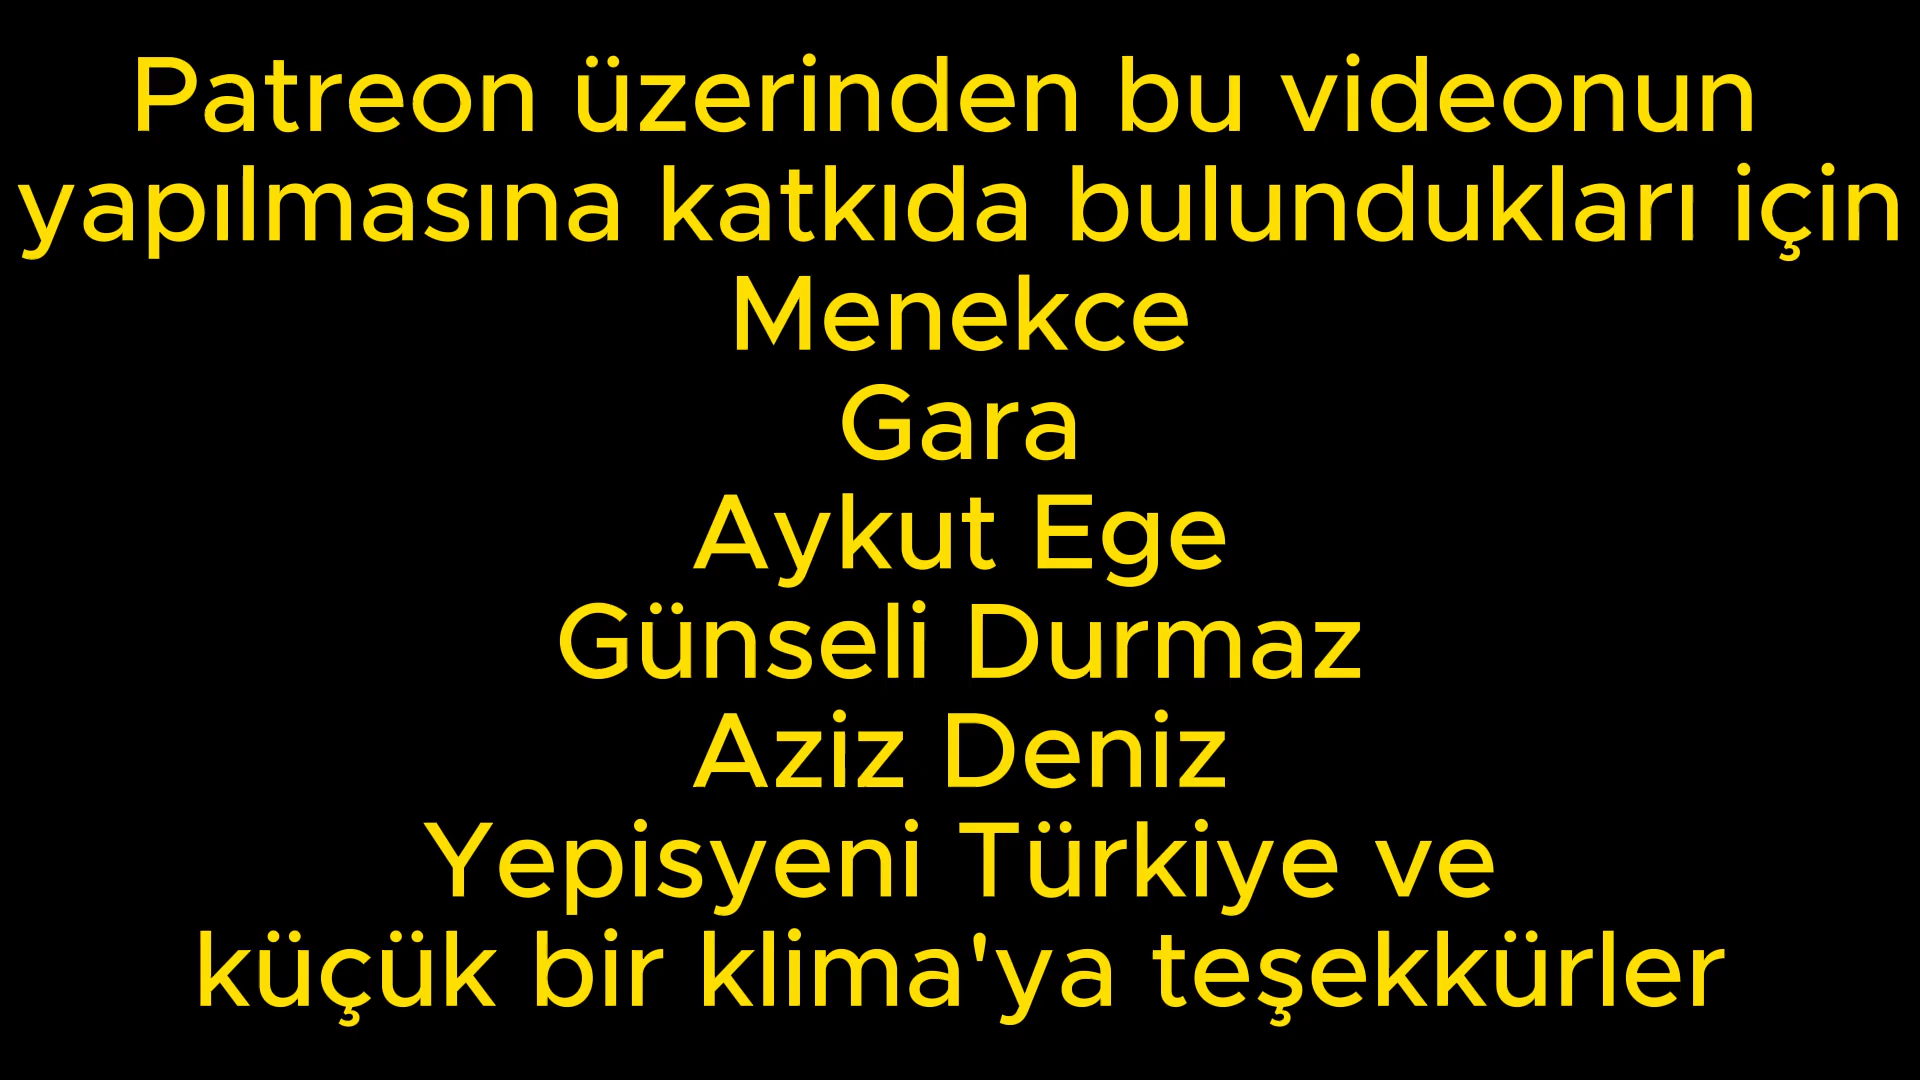 Patreon üzerinden bu videonun
yapılmasına katkıda bulundukları için
Menekce
Gara
Aykut Ege
Günseli Durmaz
Aziz Deniz
Yepisyeni Türkiye ve
küçük bir klima'ya teşekkürler